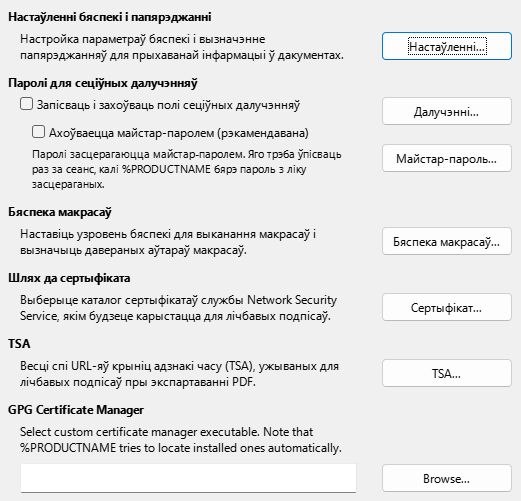 Настаўленні бяспекі і папярэджанні
Настройка параметраў бяспекі і вызначэнне
папярэджанняў для прыхаванай інфармацыі ў дакументах.
Настаўленні...
Паролі для сеціўных далучэнняў
Запісваць і захоўваць полі сеціўных далучэнняў
Далучэнні...
Ахоўваецца майстар-паролем (рэкамендавана)
Паролі засцерагаюцца майстар-паролем. Яго трэба ўпісваць
раз за сеанс, калі %PRODUCTNAME бярэ пароль з ліку
засцераганых.
Майстар-пароль...
Бяспека макрасаў
Наставіць узровень бяспекі для выканання макрасаў і
вызначыць давераных аўтараў макрасаў.
Бяспека макрасаў...
Шлях да сертыфіката
Выберыце каталог сертыфікатаў службы Network Security
Service, якім будзеце карыстацца для лічбавых подпісаў.
Сертыфікат...
TSA
Весці спі URL-яў крыніц адзнакі часу (TSA), ужываных для
лічбавых подпісаў пры экспартаванні PDF.
TSA...
GPG Certificate Manager
Select custom certificate manager executable. Note that
%PRODUCTNAME tries to locate installed ones automatically.
Browse...